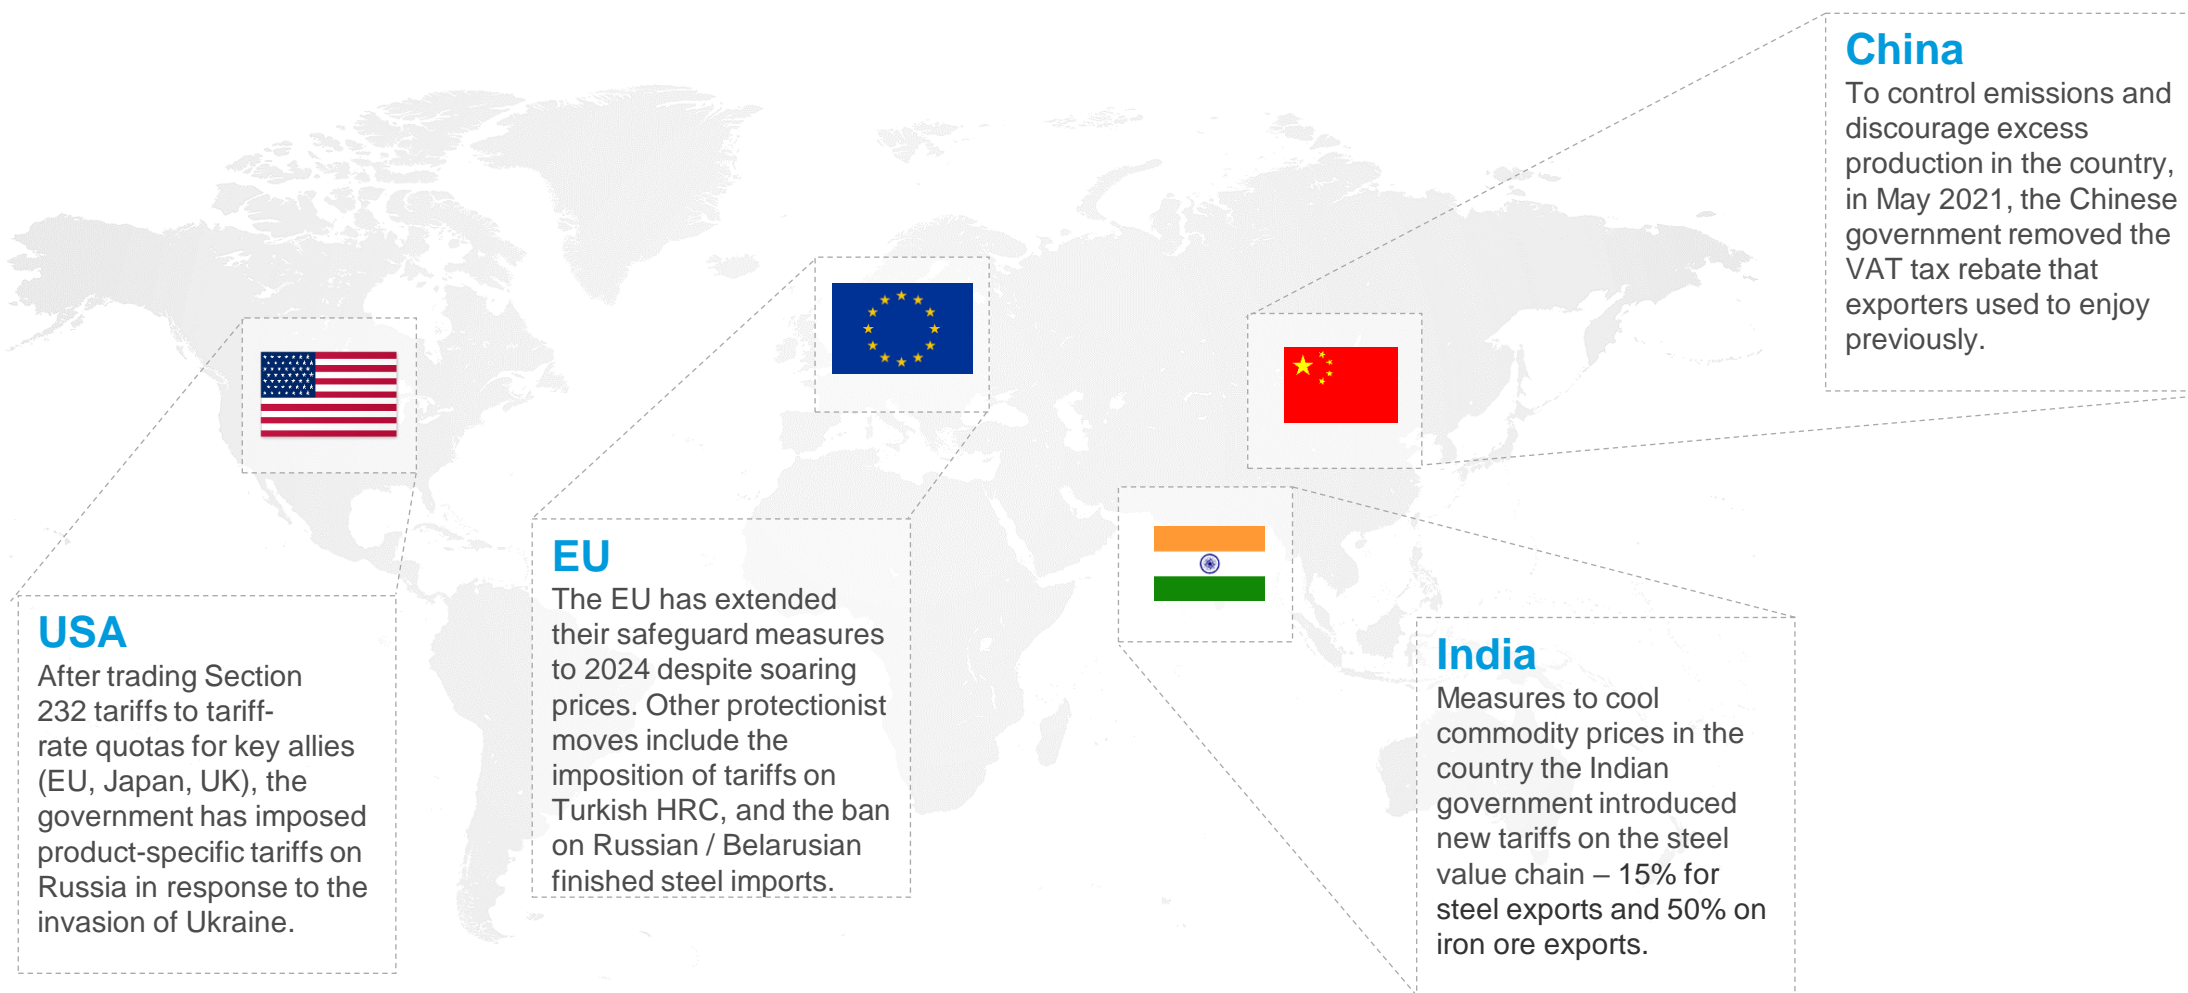 China
To control emissions and
discourage excess
production in the country,
in May 2021, the Chinese
government removed the
VAT tax rebate that
exporters used to enjoy
previously.
EU
The EU has extended
their safeguard measures
to 2024 despite soaring
prices. Other protectionist
moves include the
imposition of tariffs on
Turkish HRC, and the ban
on Russian / Belarusian
finished steel imports.
USA
After trading Section
232 tariffs to tariff-
rate quotas for key allies
(EU, Japan, UK), the
government has imposed
product-specific tariffs on
Russia in response to the
invasion of Ukraine.
India
Measures to cool
commodity prices in the
country the Indian
government introduced
new tariffs on the steel
value chain – 15% for
steel exports and 50% on
iron ore exports.